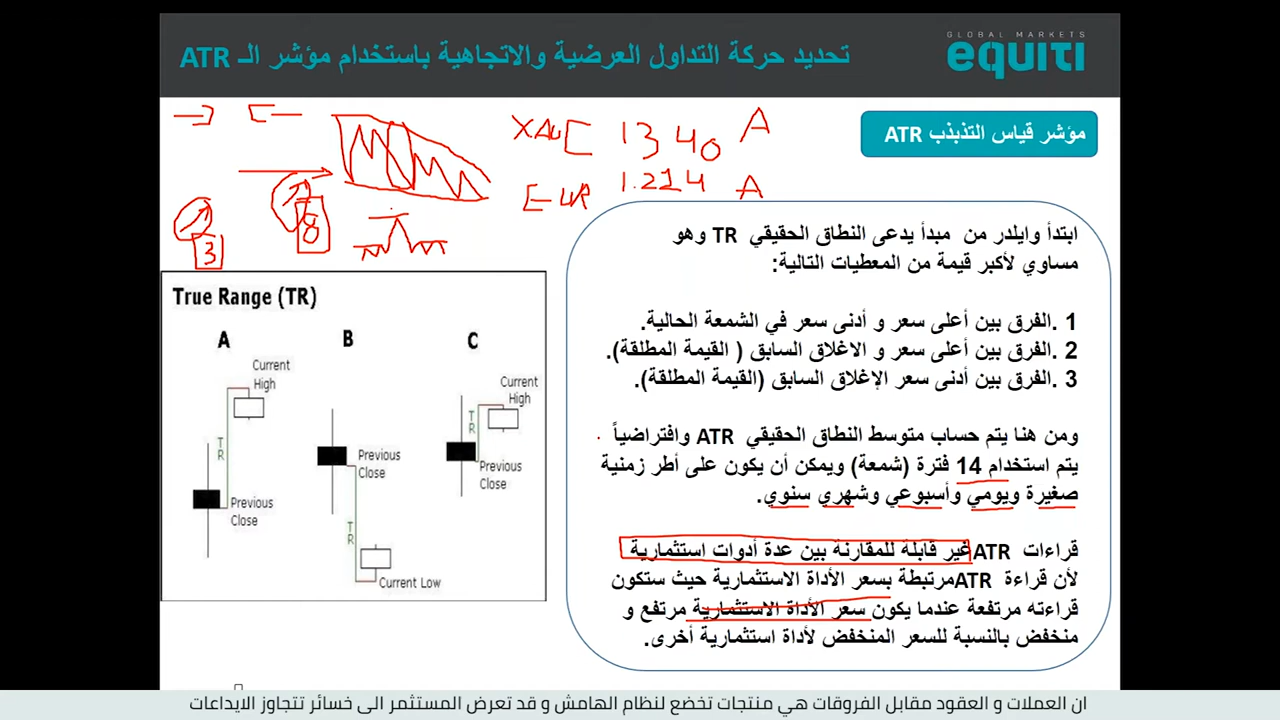 تحديد حركة التداول العرضية والاتجاهية باستخدام مؤشر الـ ATR
GLOBAL MARKETS
equiti
مؤشر قياس التذبذب ATR
XAU 1340 A
EUR 1.214 A
3
8
ابتدأ وايلدر من مبدأ يدعى النطاق الحقيقي TR وهو
مساوي لأكبر قيمة من المعطيات التالية:
1 .الفرق بين أعلى سعر و أدنى سعر في الشمعة الحالية.
2 .الفرق بين أعلى سعر و الاغلاق السابق ( القيمة المطلقة).
3 .الفرق بين أدنى سعر الإغلاق السابق (القيمة المطلقة).
ومن هنا يتم حساب متوسط النطاق الحقيقي ATR وافتراضياً
يتم استخدام 14 فترة (شمعة) ويمكن أن يكون على أطر زمنية
صغيرة ويومي وأسبوعي وشهري سنوي.
قراءات ATR غير قابلة للمقارنة بين عدة أدوات استثمارية
لأن قراءة ATR مرتبطة بسعر الأداة الاستثمارية حيث ستكون
قراءته مرتفعة عندما يكون سعر الأداة الاستثمارية مرتفع و
منخفض بالنسبة للسعر المنخفض لأداة استثمارية أخرى.
True Range (TR)
A
Current
High
TR
Previous
Close
B
Previous
Close
TR
Current Low
C
Current
High
TR
Previous
Close
ان العملات و العقود مقابل الفروقات هي منتجات تخضع لنظام الهامش و قد تعرض المستثمر الى خسائر تتجاوز الايداعات